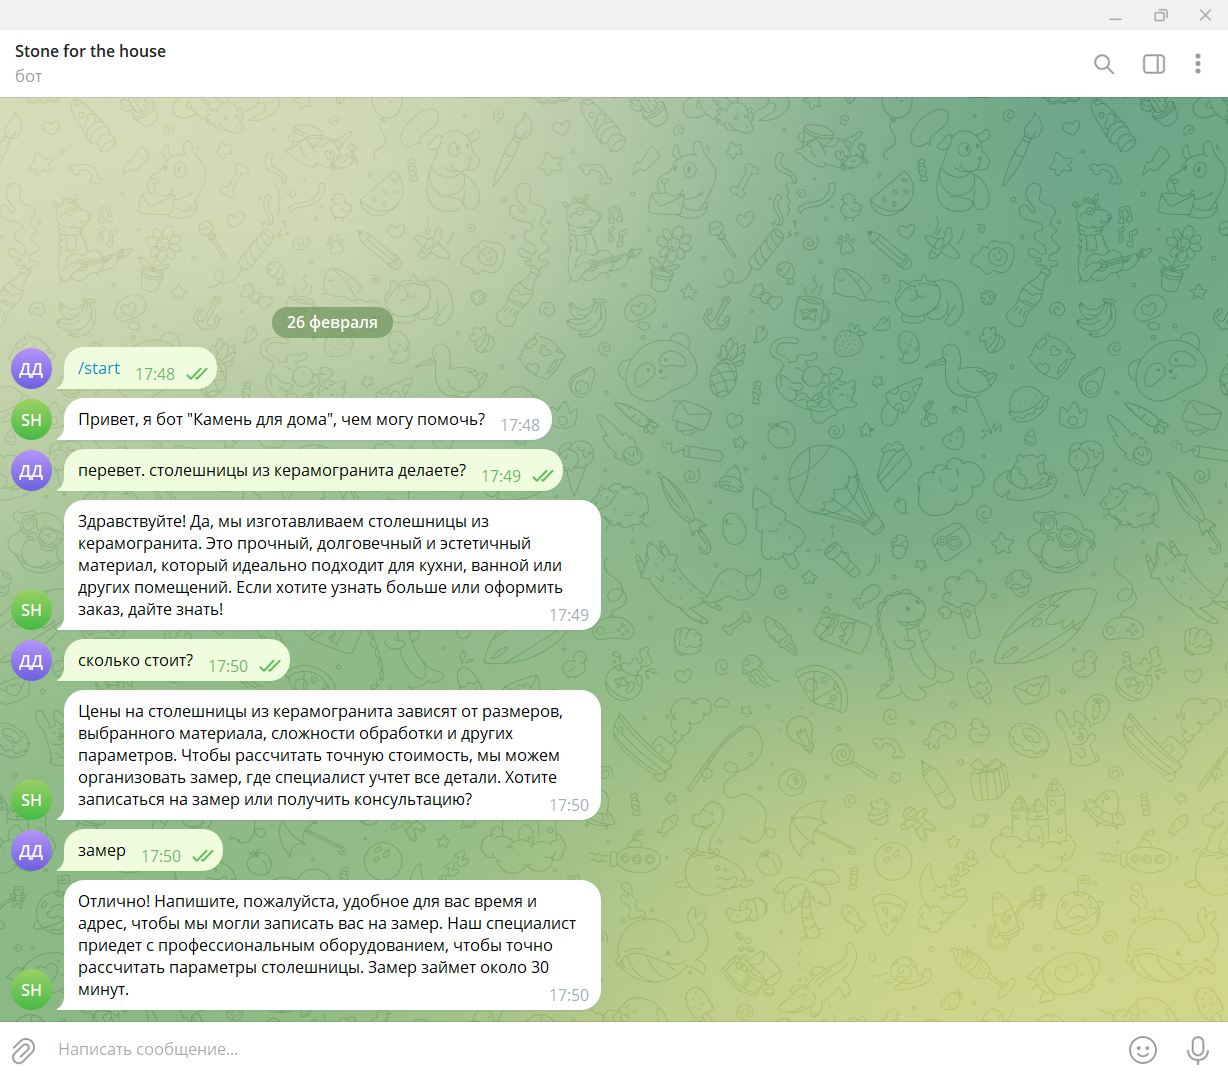 Stone for the house
бот
26 февраля
ДД
/start 17:48
SH
Привет, я бот "Камень для дома", чем могу помочь? 17:48
ДД
перевет. столешницы из керамогранита делаете? 17:49
Здравствуйте! Да, мы изготавливаем столешницы из
керамогранита. Это прочный, долговечный и эстетичный
материал, который идеально подходит для кухни, ванной или
других помещений. Если хотите узнать больше или оформить
SH
заказ, дайте знать! 17:49
ДД
сколько стоит? 17:50
Цены на столешницы из керамогранита зависят от размеров,
выбранного материала, сложности обработки и других
параметров. Чтобы рассчитать точную стоимость, мы можем
организовать замер, где специалист учтет все детали. Хотите
SH
записаться на замер или получить консультацию? 17:50
ДД
замер 17:50
Отлично! Напишите, пожалуйста, удобное для вас время и
адрес, чтобы мы могли записать вас на замер. Наш специалист
приедет с профессиональным оборудованием, чтобы точно
рассчитать параметры столешницы. Замер займет около 30
SH
минут. 17:50
Написать сообщение...